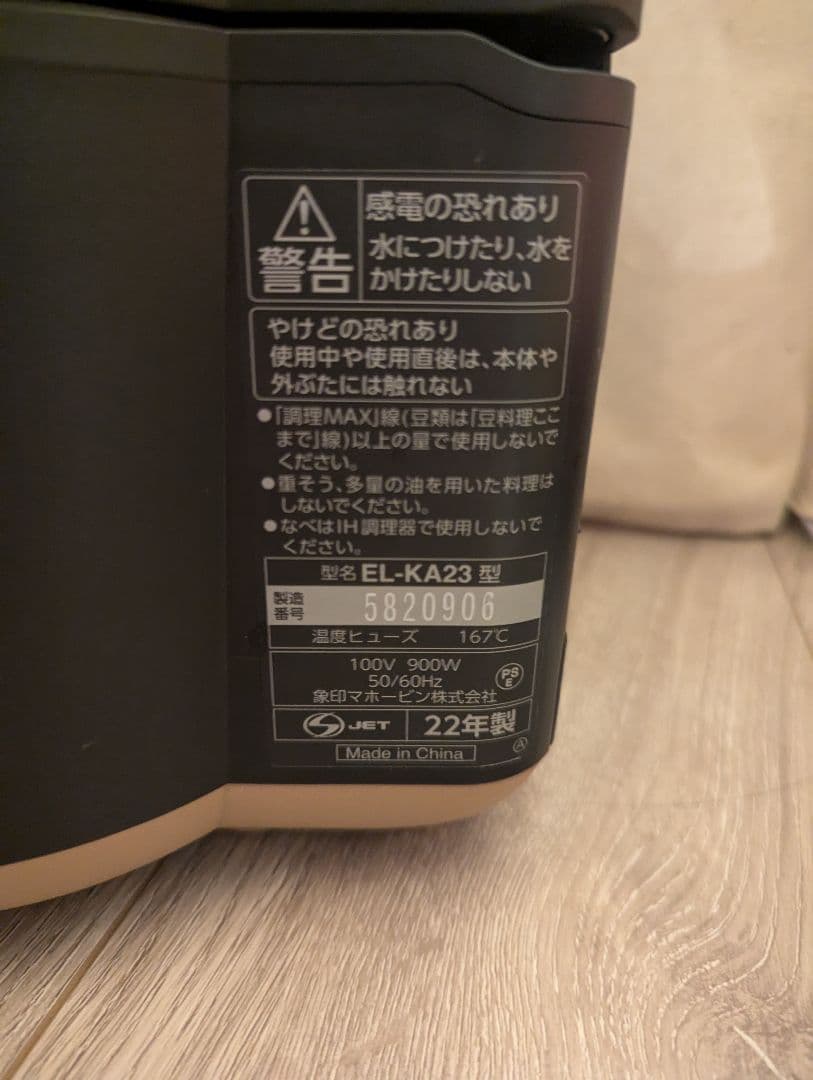 警告
感電の恐れあり
水につけたり、水を
かけたりしない
やけどの恐れあり
使用中や使用直後は、本体や
外ぶたには触れない
●「調理MAX」線(豆類は「豆料理ここ
まで」線)以上の量で使用しないで
ください。
●重そう、多量の油を用いた料理は
しないでください。
●なべはIH調理器で使用しないで
ください。
型名 EL-KA23 型
製造
番号 5820906
温度ヒューズ 167℃
100V 900W
50/60Hz
PS
E
象印マホービン株式会社
JET 22年製
Made in China
A